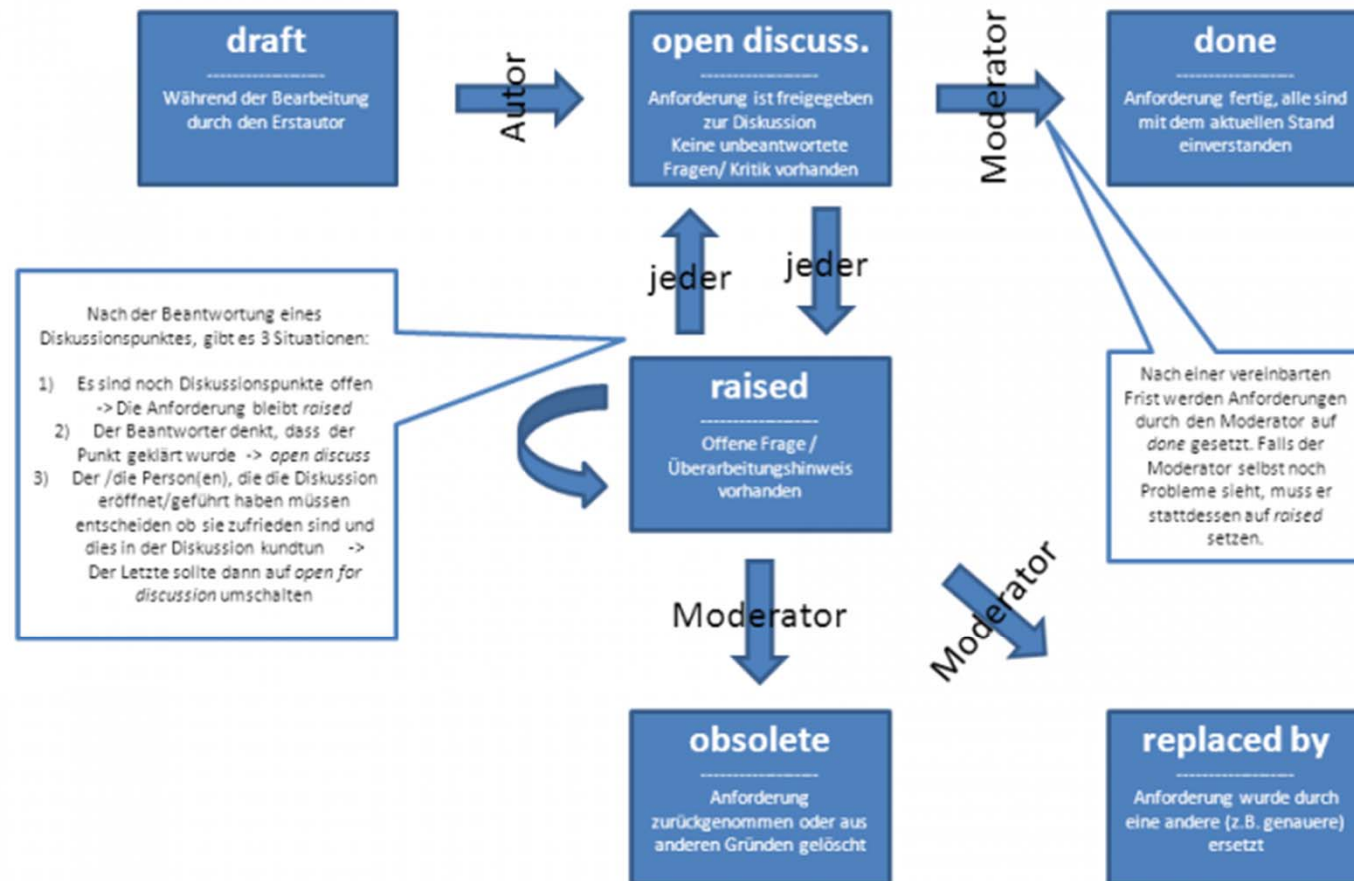 draft
--------------------
Während der Bearbeitung
durch den Erstautor
Autor
open discuss.
--------------------
Anforderung ist freigegeben
zur Diskussion
Keine unbeantwortete
Fragen/ Kritik vorhanden
Moderator
done
--------------------
Anforderung fertig, alle sind
mit dem aktuellen Stand
einverstanden
jeder
jeder
Nach der Beantwortung eines
Diskussionspunktes, gibt es 3 Situationen:
1) Es sind noch Diskussionspunkte offen
-> Die Anforderung bleibt raised
2) Der Beantworter denkt, dass der
Punkt geklärt wurde -> open discuss
3) Der /die Person(en), die die Diskussion
eröffnet/geführt haben müssen
entscheiden ob sie zufrieden sind und
dies in der Diskussion kundtun ->
Der Letzte sollte dann auf open for
discussion umschalten
raised
--------------------
Offene Frage /
Überarbeitungshinweis
vorhanden
Nach einer vereinbarten
Frist werden Anforderungen
durch den Moderator auf
done gesetzt. Falls der
Moderator selbst noch
Probleme sieht, muss er
stattdessen auf raised
setzen.
Moderator
Moderator
obsolete
--------------------
Anforderung
zurückgenommen oder aus
anderen Gründen gelöscht
replaced by
--------------------
Anforderung wurde durch
eine andere (z.B. genauere)
ersetzt